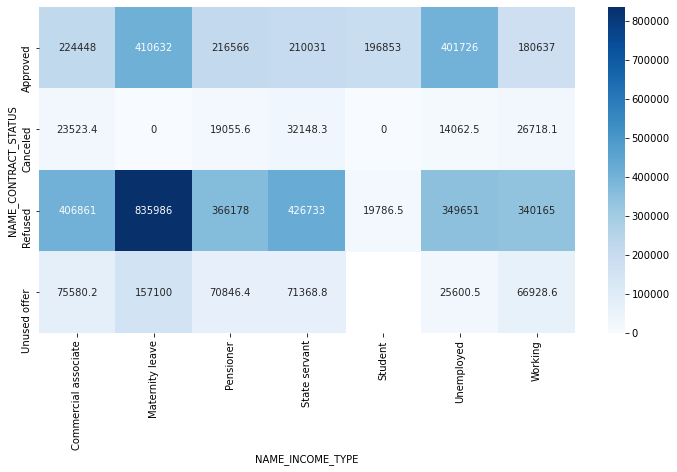 NAME_CONTRACT_STATUS
Approved
224448 410632 216566 210031 196853 401726 180637
Canceled
23523.4 0 19055.6 32148.3 0 14062.5 26718.1
Refused
406861 835986 366178 426733 19786.5 349651 340165
Unused offer
75580.2 157100 70846.4 71368.8 25600.5 66928.6
Commercial associate
Maternity leave
Pensioner
State servant
Student
Unemployed
Working
NAME_INCOME_TYPE
800000
700000
600000
500000
400000
300000
200000
100000
0